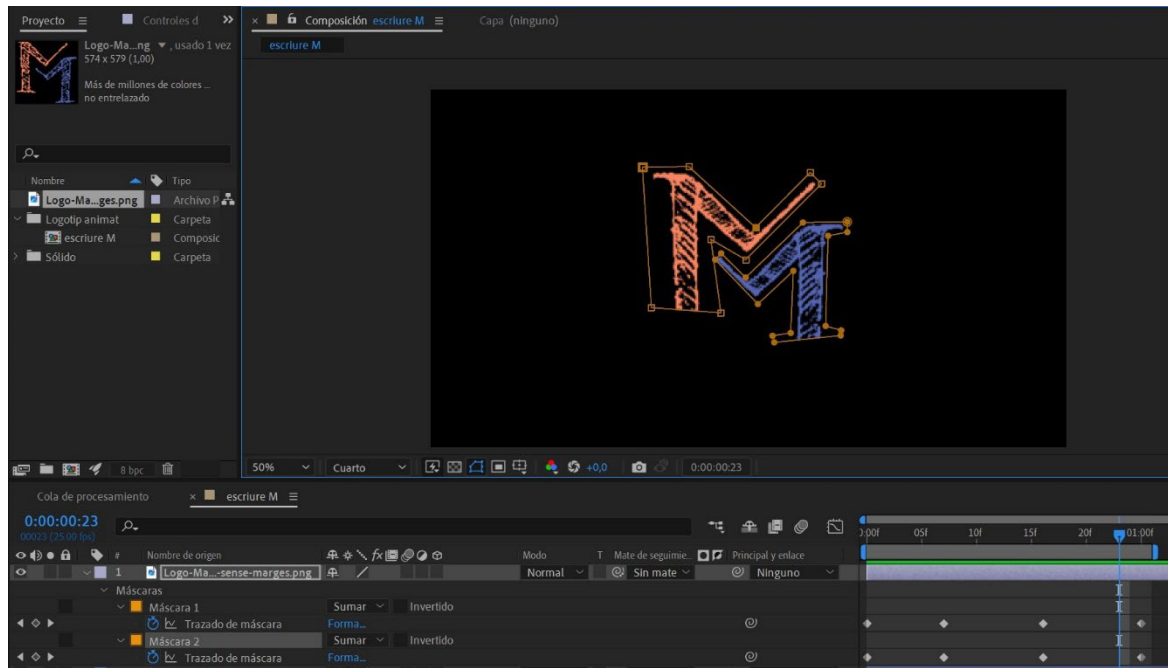 Proyecto
Controles d
Composición escriure M
Capa (ninguno)
Logo-Ma...ng , usado 1 vez
574 x 579 (1,00)
Más de millones de colores ...
no entrelazado
escriure M
Nombre
Tipo
Logo-Ma...ges.png
Archivo P
Logotip animat
Carpeta
escriure M
Composic
Sólido
Carpeta
8 bpc
50%
Cuarto
+0,0
0:00:00:23
Cola de procesamiento
escriure M
0:00:00:23
00023 (25.00 fps)
):00f
05f
10f
15f
20f
01:00f
#
Nombre de origen
fx
Modo
T
Mate de seguimie...
Principal y enlace
1
Logo-Ma...-sense-marges.png
Normal
Sin mate
Ninguno
Máscaras
Máscara 1
Sumar
Invertido
Trazado de máscara
Forma...
Máscara 2
Sumar
Invertido
Trazado de máscara
Forma...